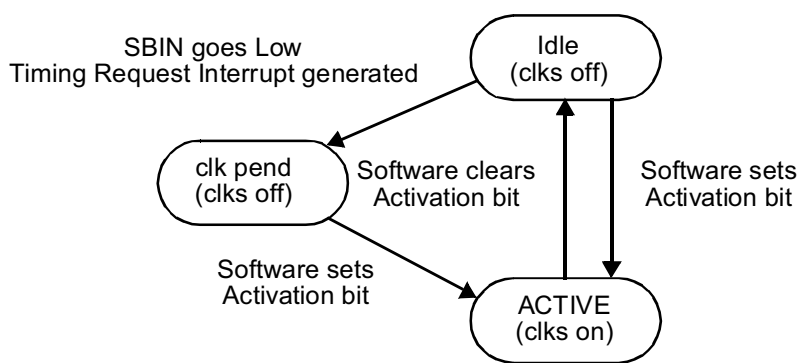 SBIN goes Low
Timing Request Interrupt generated
Idle
(clks off)
clk pend
(clks off)
Software clears
Activation bit
Software sets
Activation bit
Software sets
Activation bit
ACTIVE
(clks on)